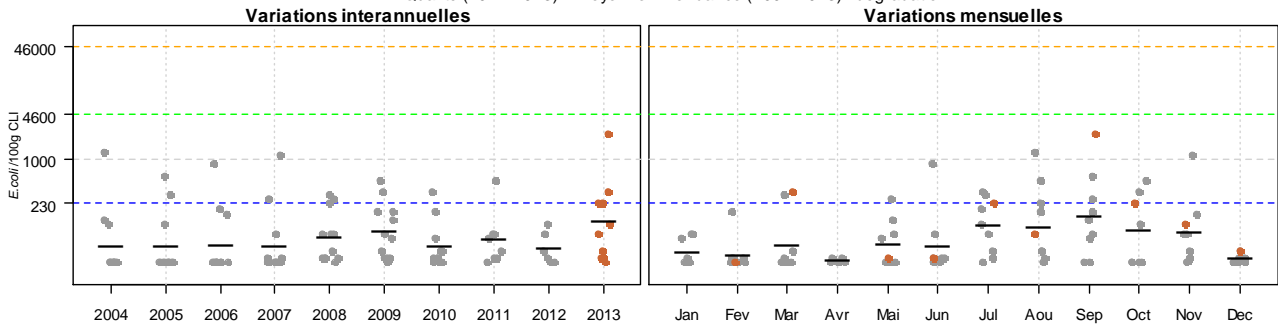 Variations interannuelles
Variations mensuelles
46000
4600
1000
230
E.coli/100g CLI
2004 2005 2006 2007 2008 2009 2010 2011 2012 2013
Jan Fev Mar Avr Mai Jun Jul Aou Sep Oct Nov Dec